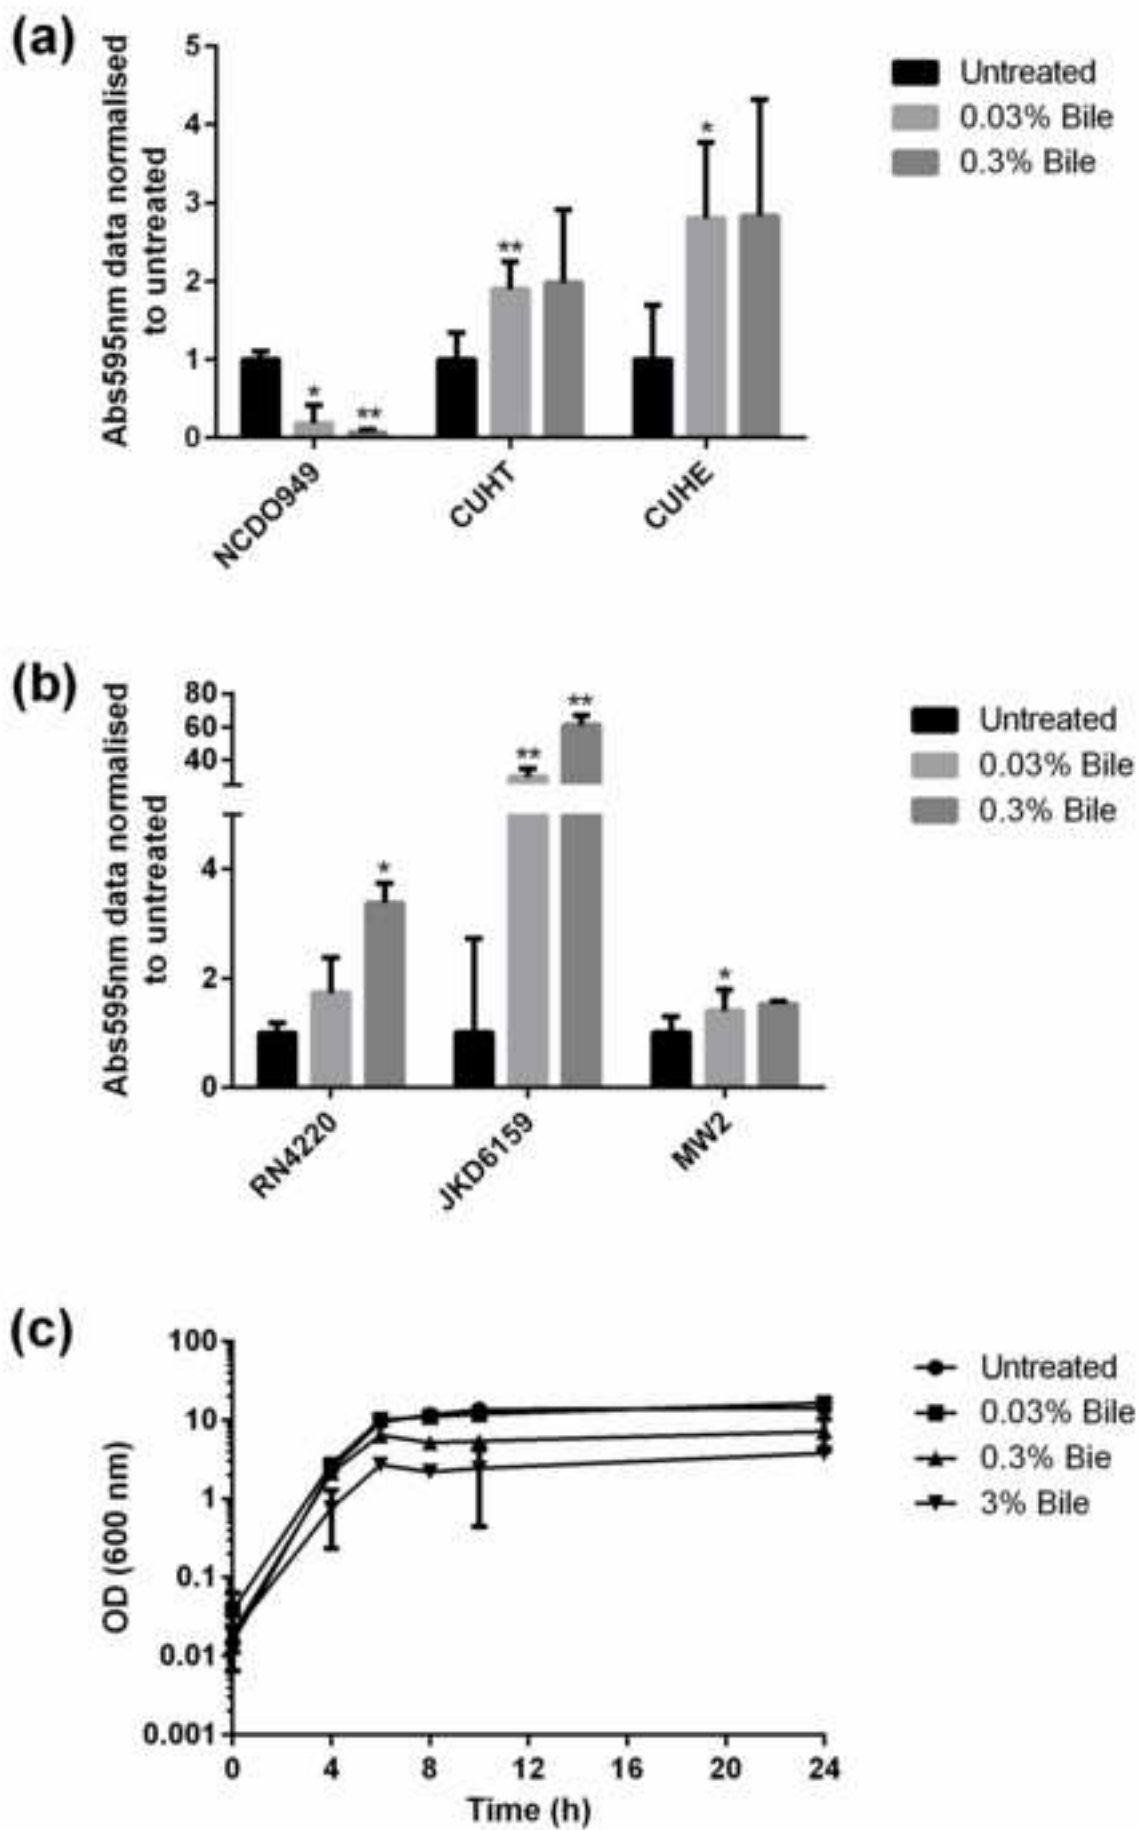 (a)
Abs595nm data normalised
to untreated
5
4
3
2
1
0
*
**
**
*
NCDO949
CUHT
CUHE
Untreated
0.03% Bile
0.3% Bile
(b)
Abs595nm data normalised
to untreated
80
60
40
4
2
0
*
**
**
*
RN4220
JKD6159
MW2
Untreated
0.03% Bile
0.3% Bile
(c)
OD (600 nm)
100
10
1
0.1
0.01
0.001
0
4
8
12
16
20
24
Time (h)
Untreated
0.03% Bile
0.3% Bie
3% Bile